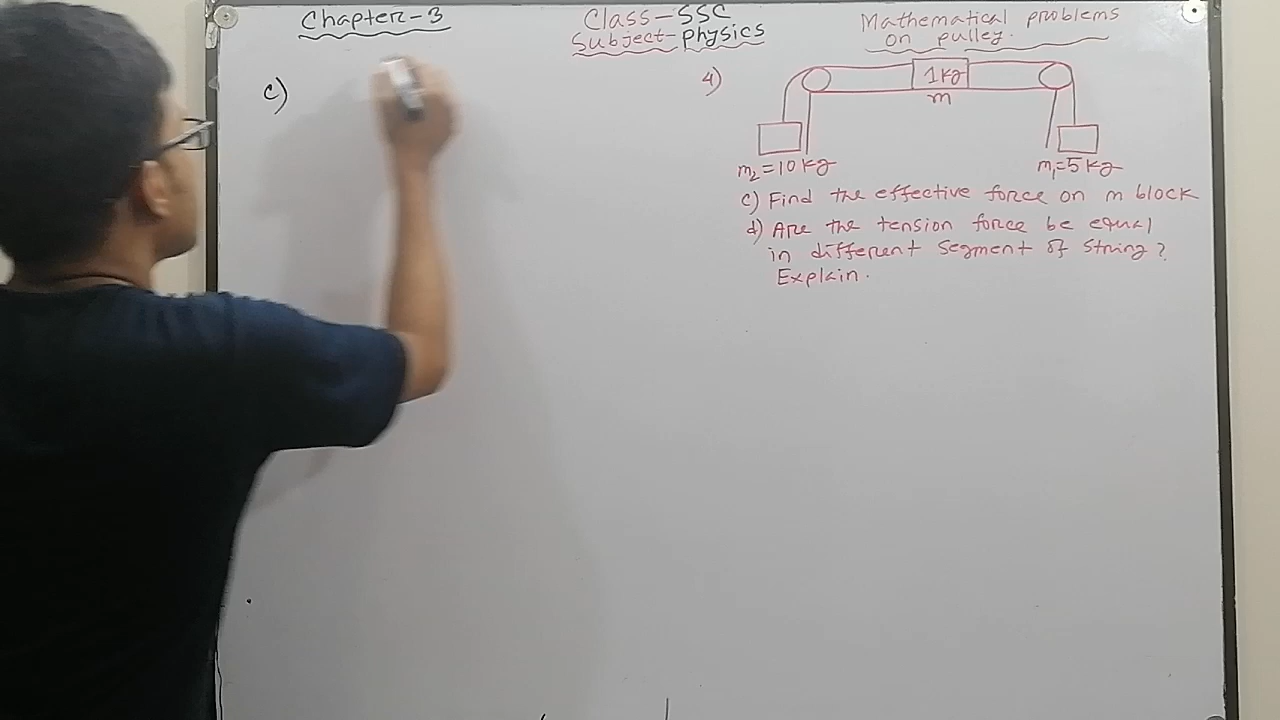 Chapter-3
Class-SSC
Subject-physics
Mathematical problems
on pulley.
c)
4)
1kg
m
m₂=10kg
m₁=5kg
c) Find the effective force on m block
d) Are the tension force be equal
in different segment of string?
Explain.